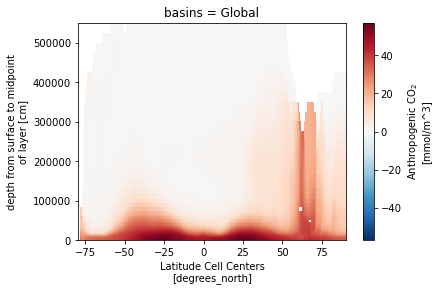 basins = Global
500000
400000
300000
200000
100000
0
depth from surface to midpoint
of layer [cm]
−75
−50
−25
0
25
50
75
Latitude Cell Centers
[degrees_north]
40
20
0
−20
−40
Anthropogenic CO₂
[mmol/m^3]